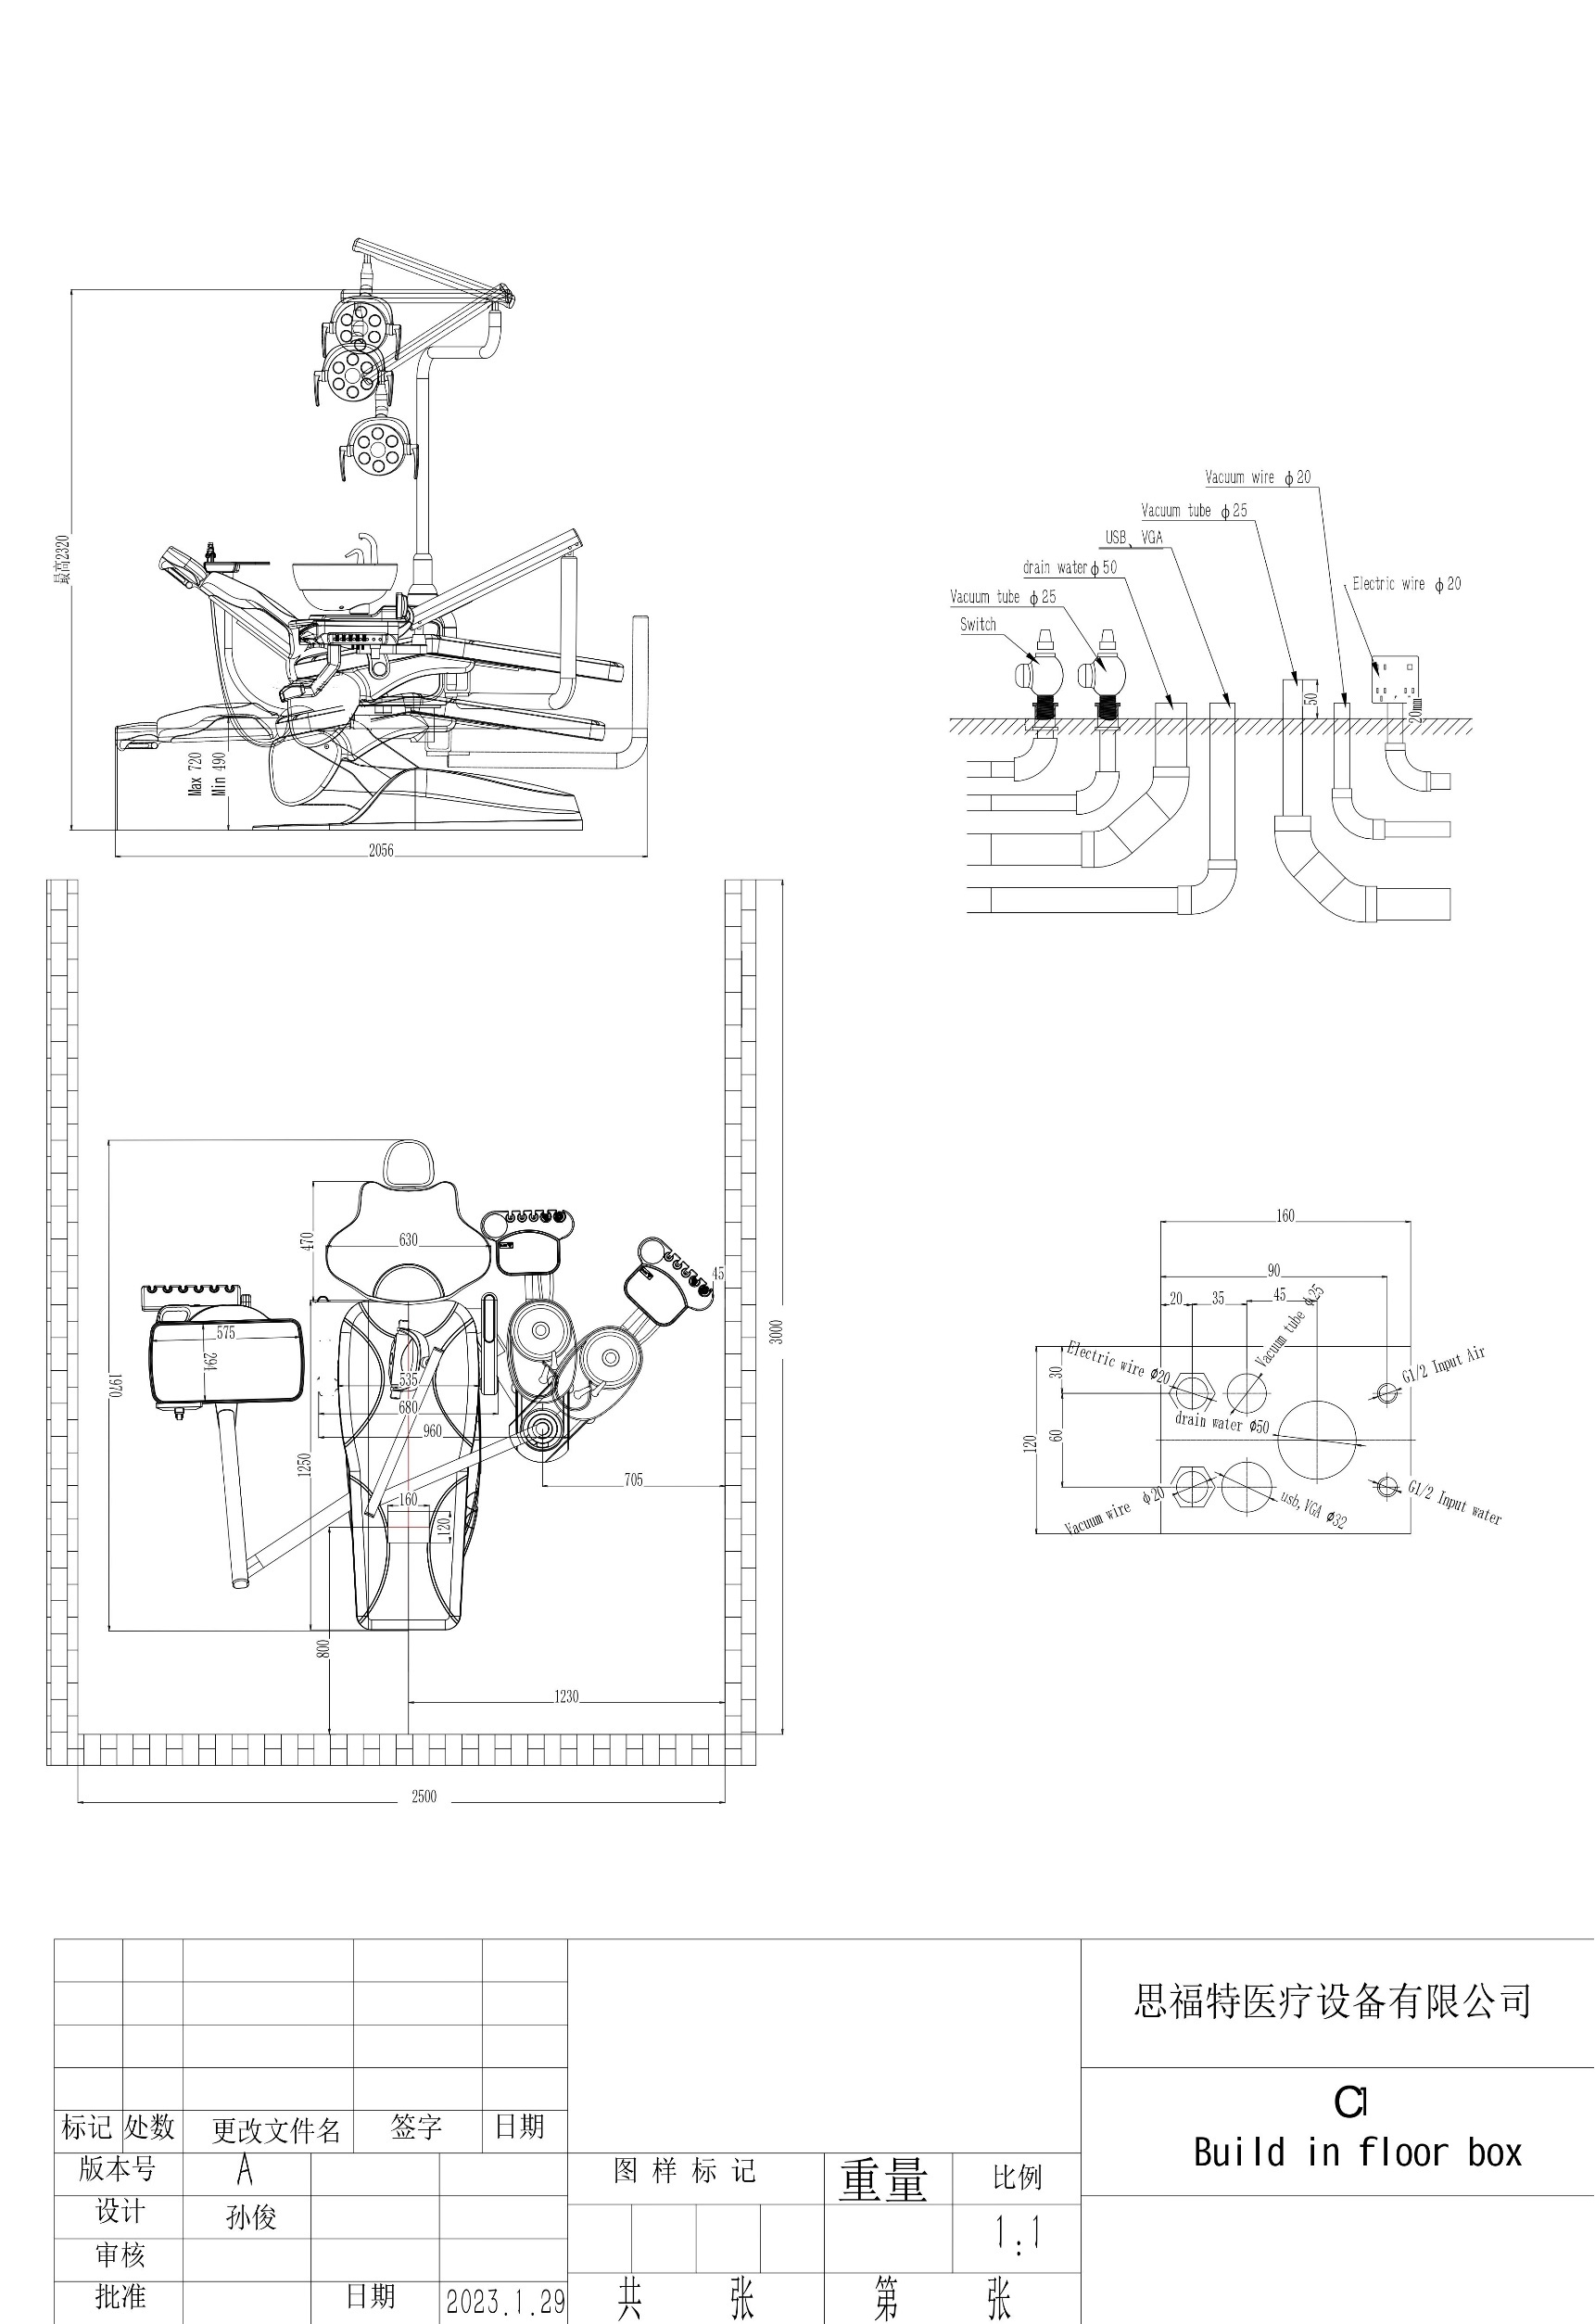 最高2320
Max 720
Min 490
2056
Vacuum wire ϕ20
Vacuum tube ϕ25
USB、VGA
drain waterϕ50
Vacuum tube ϕ25
Switch
Electric wire ϕ20
50
20mm
470
630
45
575
291
535
680
960
1970
1250
705
160
120
800
1230
3000
2500
160
90
20
35
45
Vacuum tube ϕ25
Electric wire ϕ20
G1/2 Input Air
30
drain water ϕ50
60
120
Vacuum wire ϕ20
usb,VGA ϕ32
G1/2 Input water
思福特医疗设备有限公司
C1
Build in floor box
标记 处数 更改文件名 签字 日期
版本号 A
图样标记 重量 比例
设计 孙俊
1:1
审核
批准 日期 2023.1.29
共 张 第 张